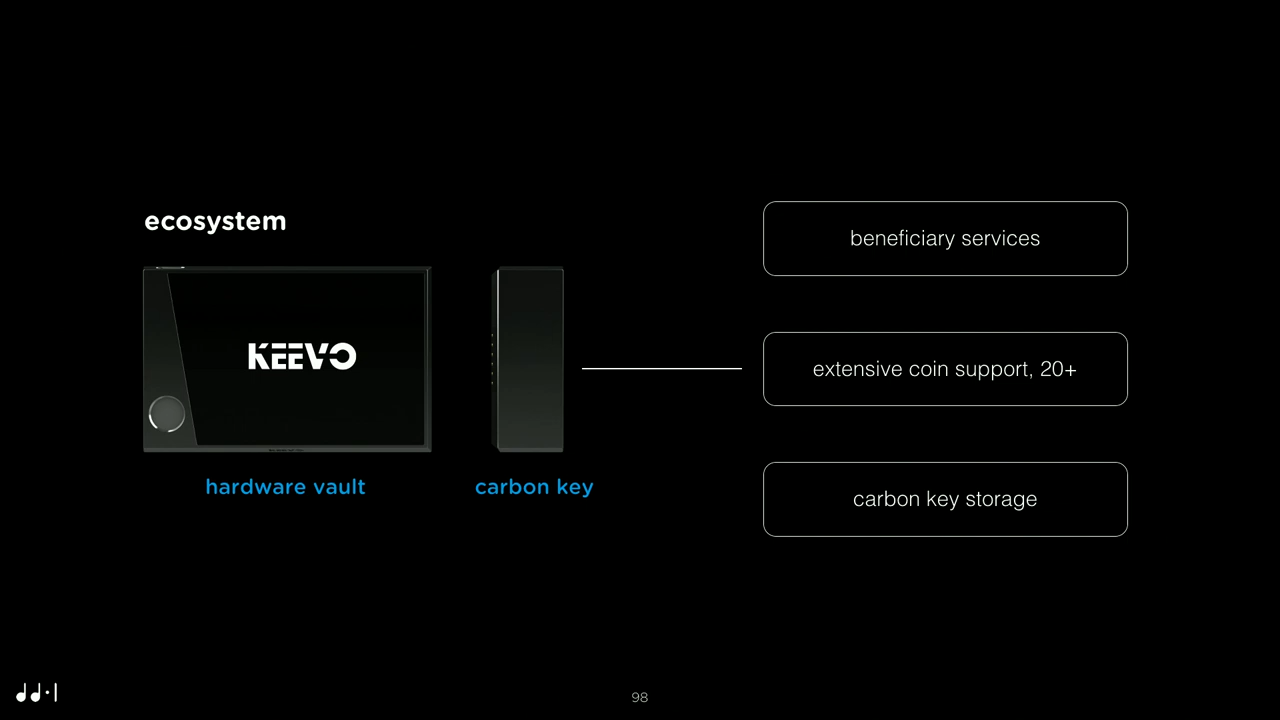 ecosystem
KEEVO
hardware vault
carbon key
beneficiary services
extensive coin support, 20+
carbon key storage
98